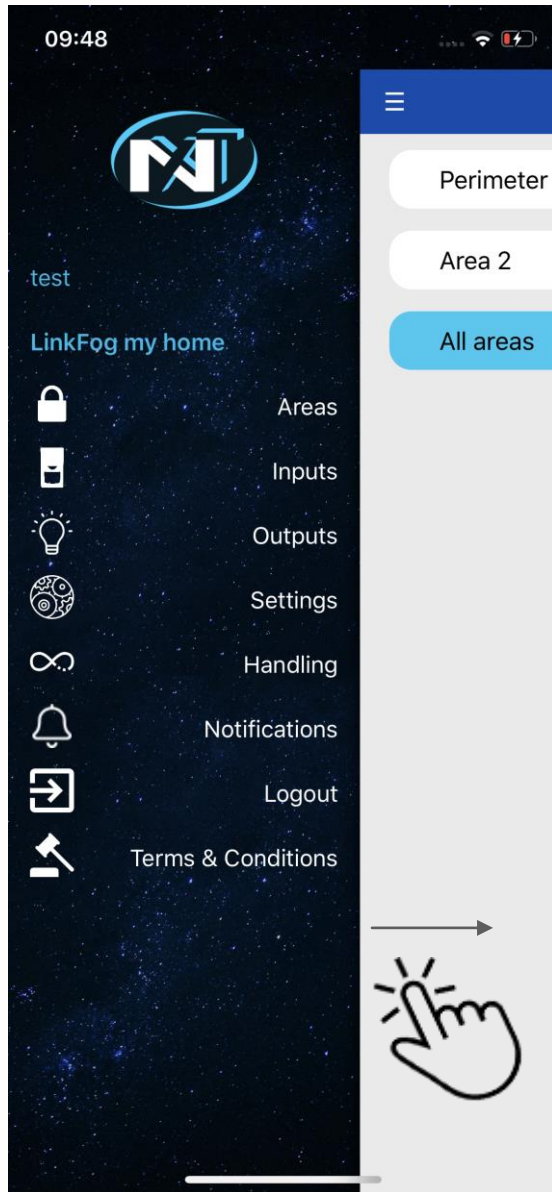 09:48
NXT
test
LinkFog my home
Areas
Inputs
Outputs
Settings
Handling
Notifications
Logout
Terms & Conditions
Perimeter
Area 2
All areas